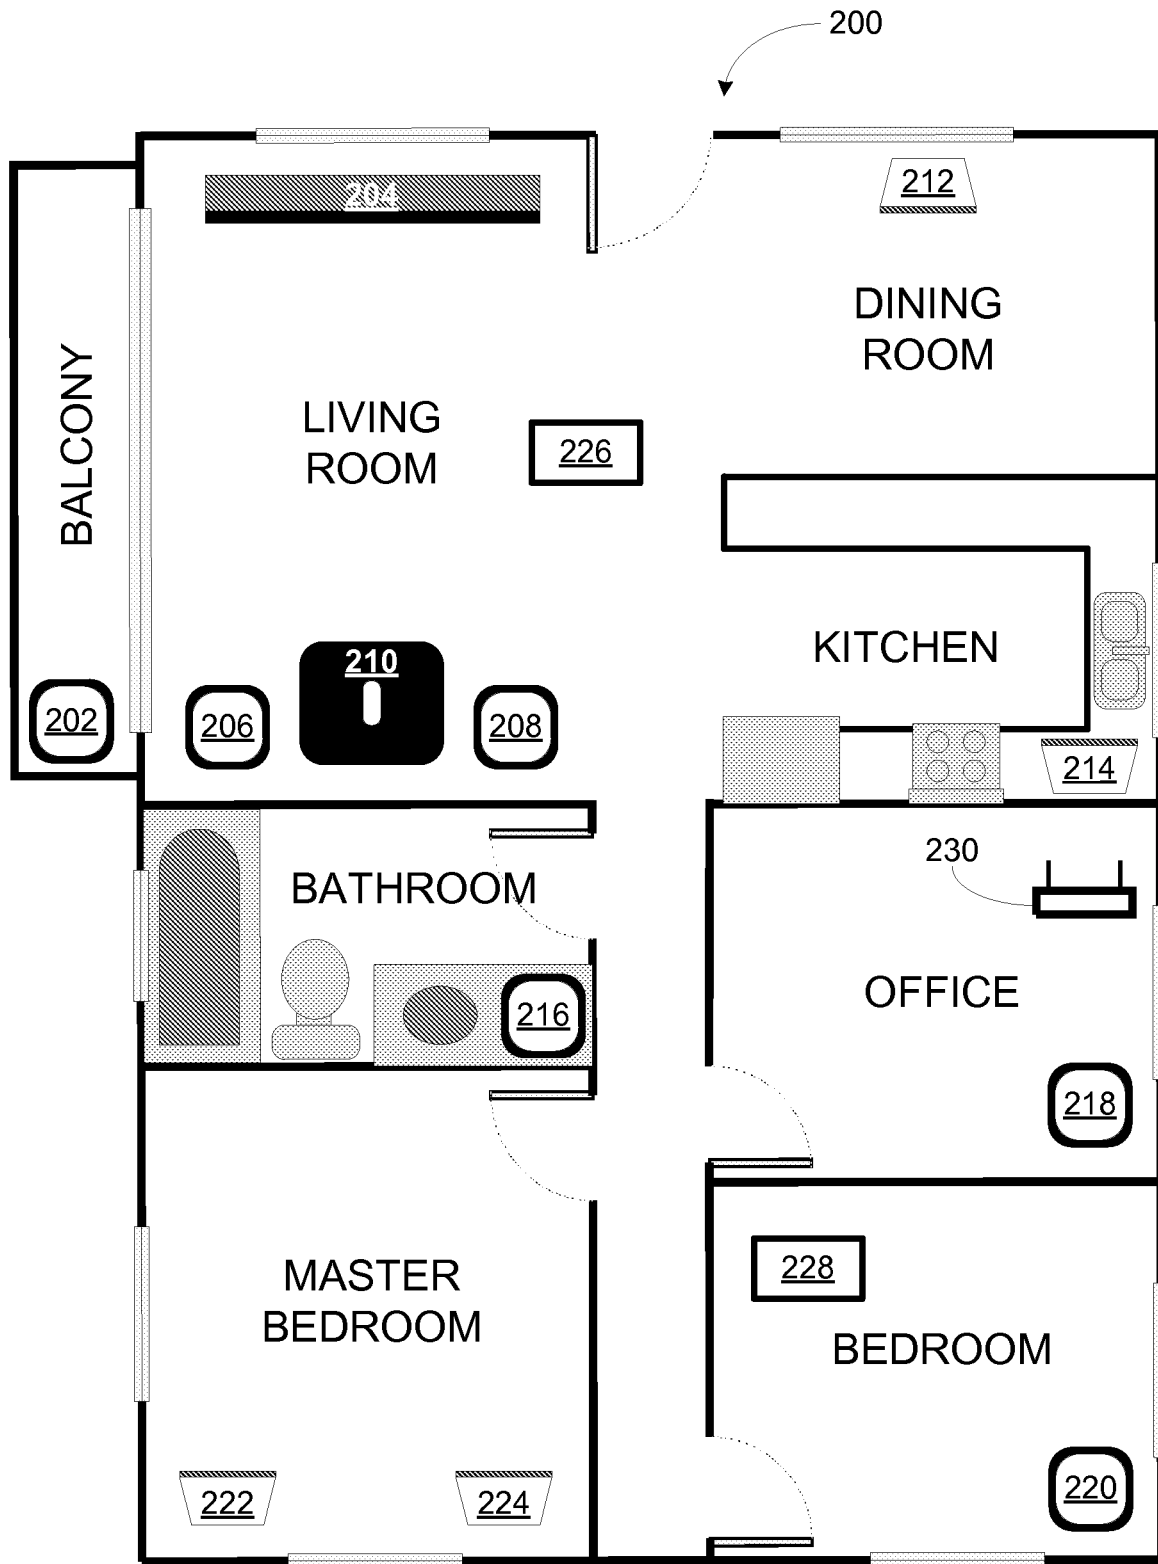 200
204
212
DINING
ROOM
BALCONY
LIVING
ROOM
226
KITCHEN
210
202
206
208
214
230
BATHROOM
OFFICE
216
218
MASTER
BEDROOM
228
BEDROOM
222
224
220